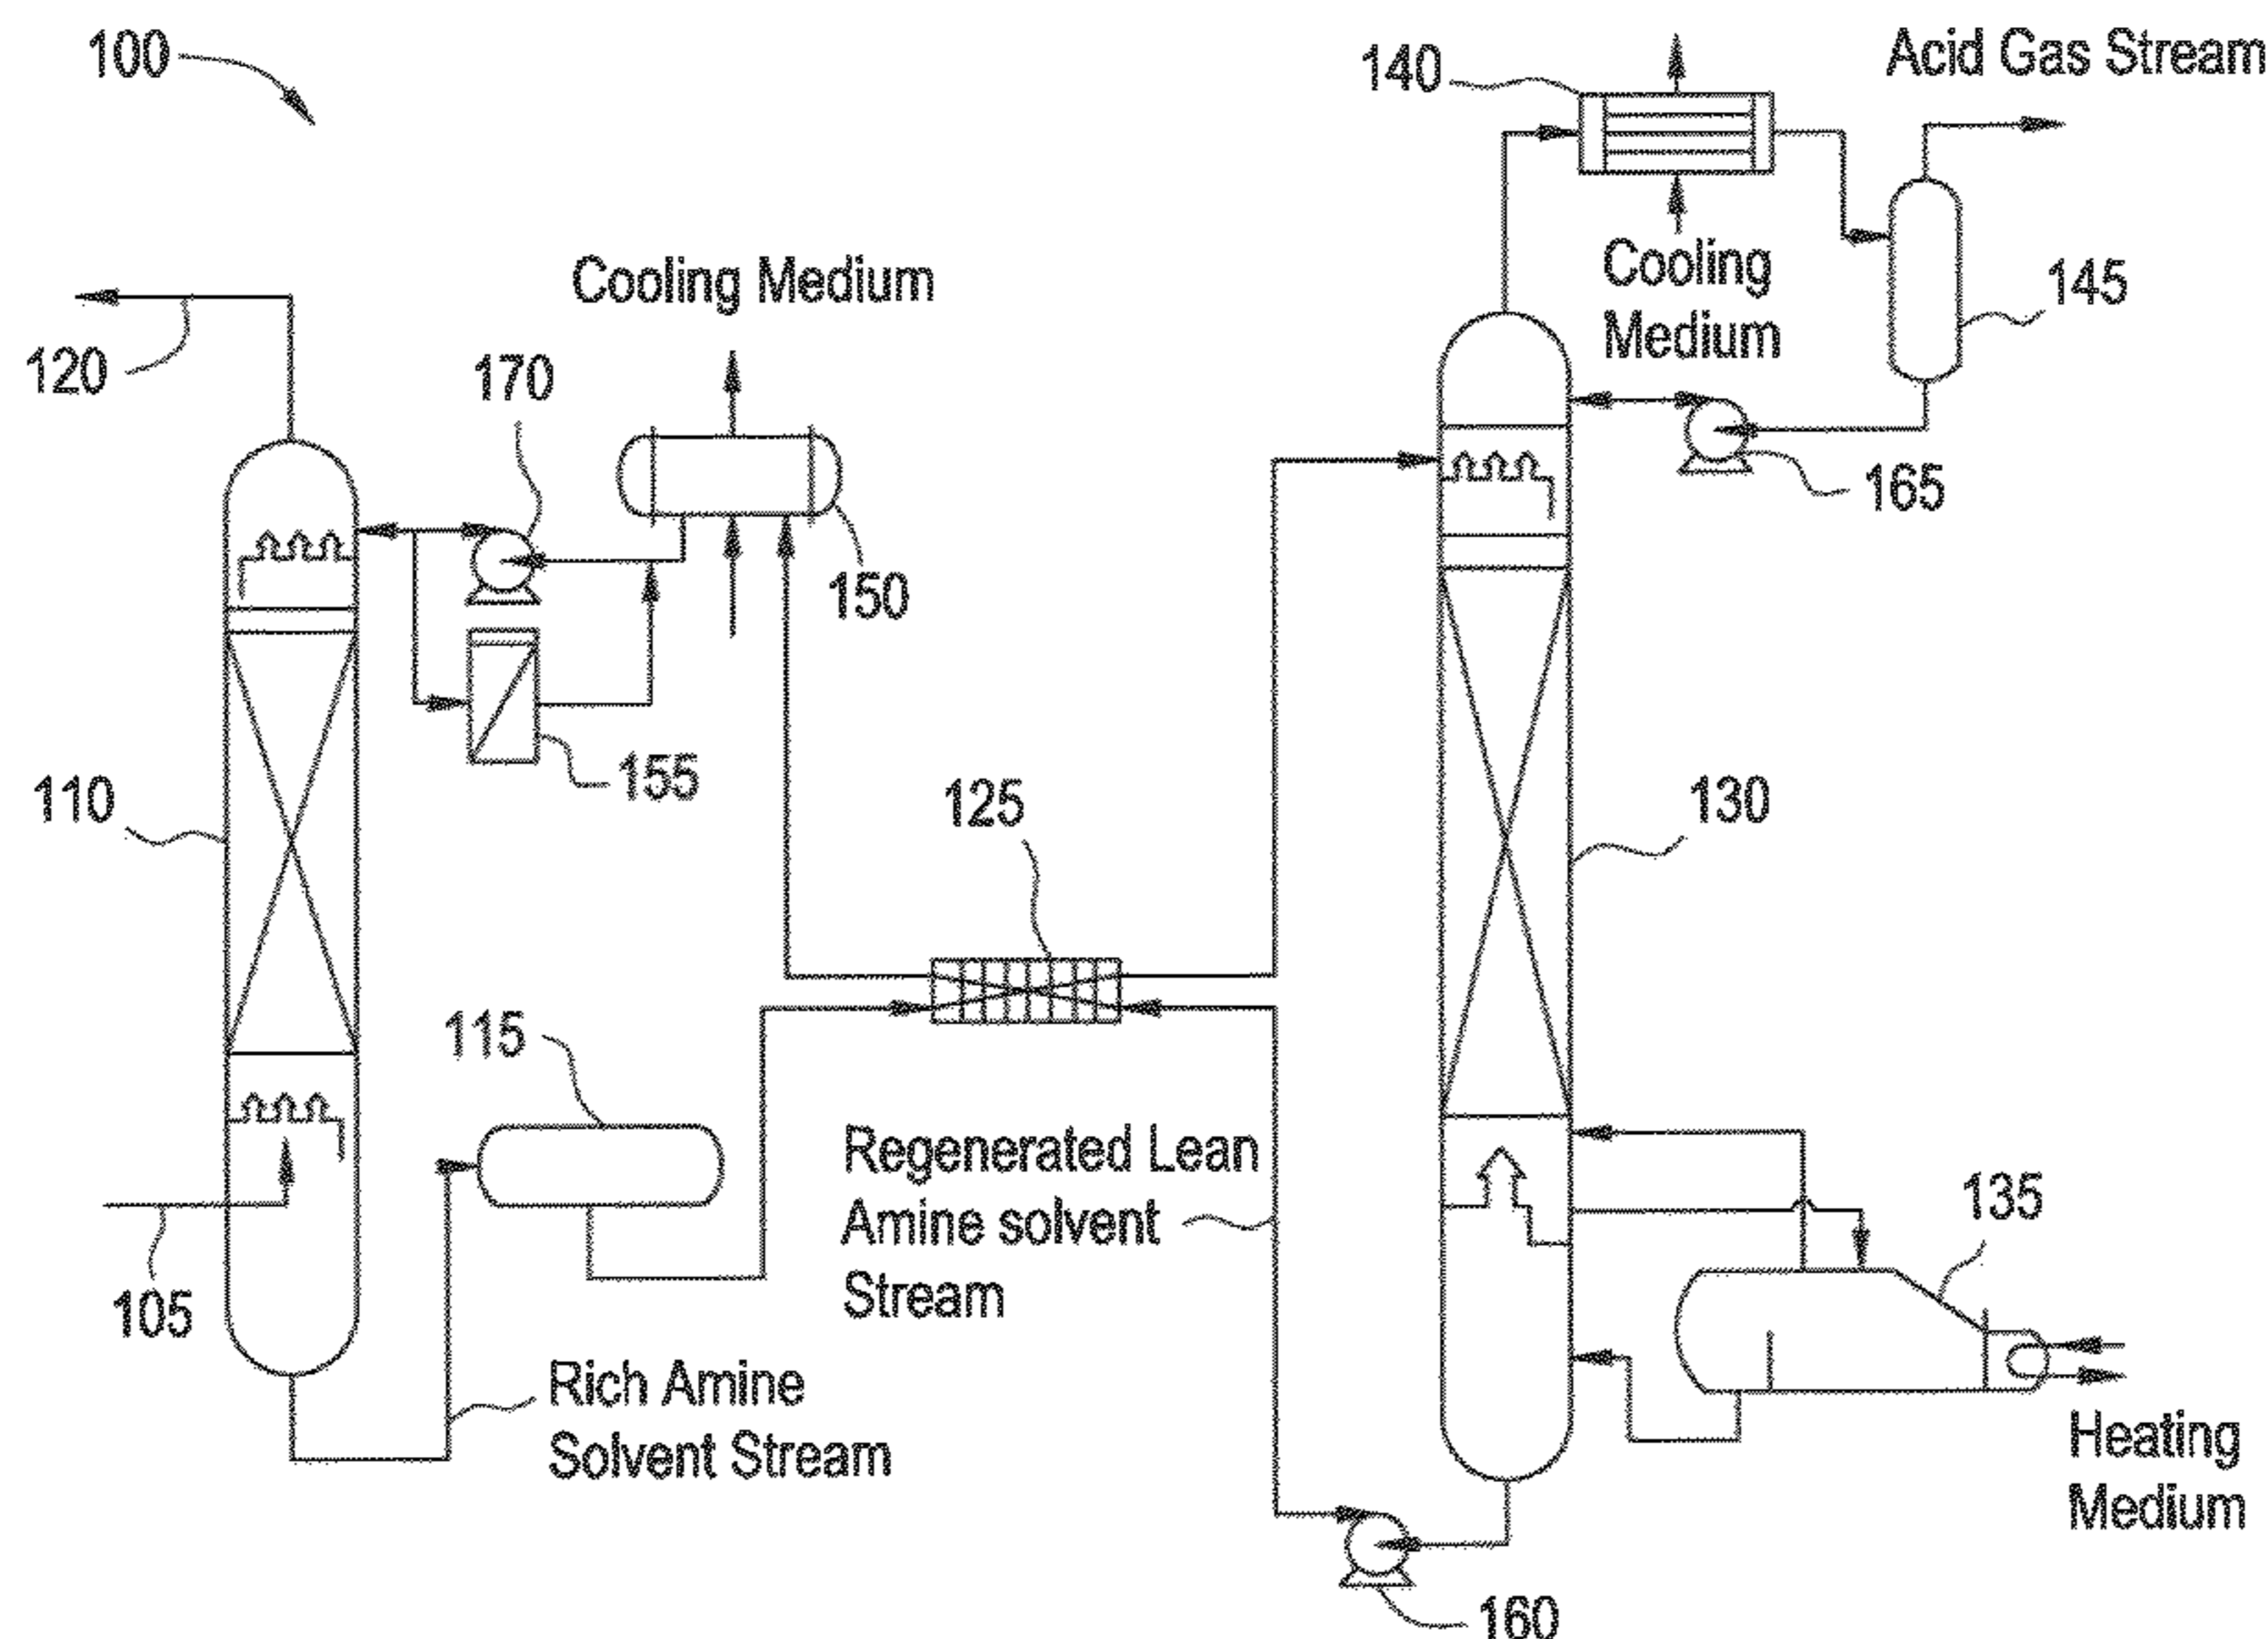 100
140
Acid Gas Stream
Cooling Medium
Cooling
Medium
145
120
170
165
150
155
110
125
130
115
Regenerated Lean
Amine solvent
Stream
135
105
Rich Amine
Solvent Stream
Heating
Medium
160